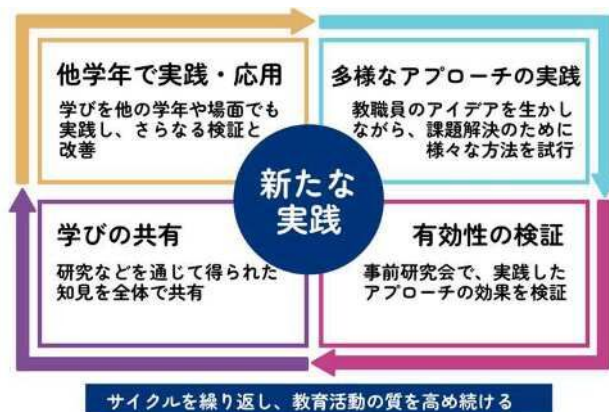 他学年で実践・応用
学びを他の学年や場面でも
実践し、さらなる検証と
改善
多様なアプローチの実践
教職員のアイデアを生かし
ながら、課題解決のために
様々な方法を試行
新たな
実践
学びの共有
研究などを通じて得られた
知見を全体で共有
有効性の検証
事前研究会で、実践した
アプローチの効果を検証
サイクルを繰り返し、教育活動の質を高め続ける